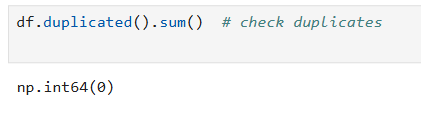 df.duplicated().sum()  # check duplicates
np.int64(0)